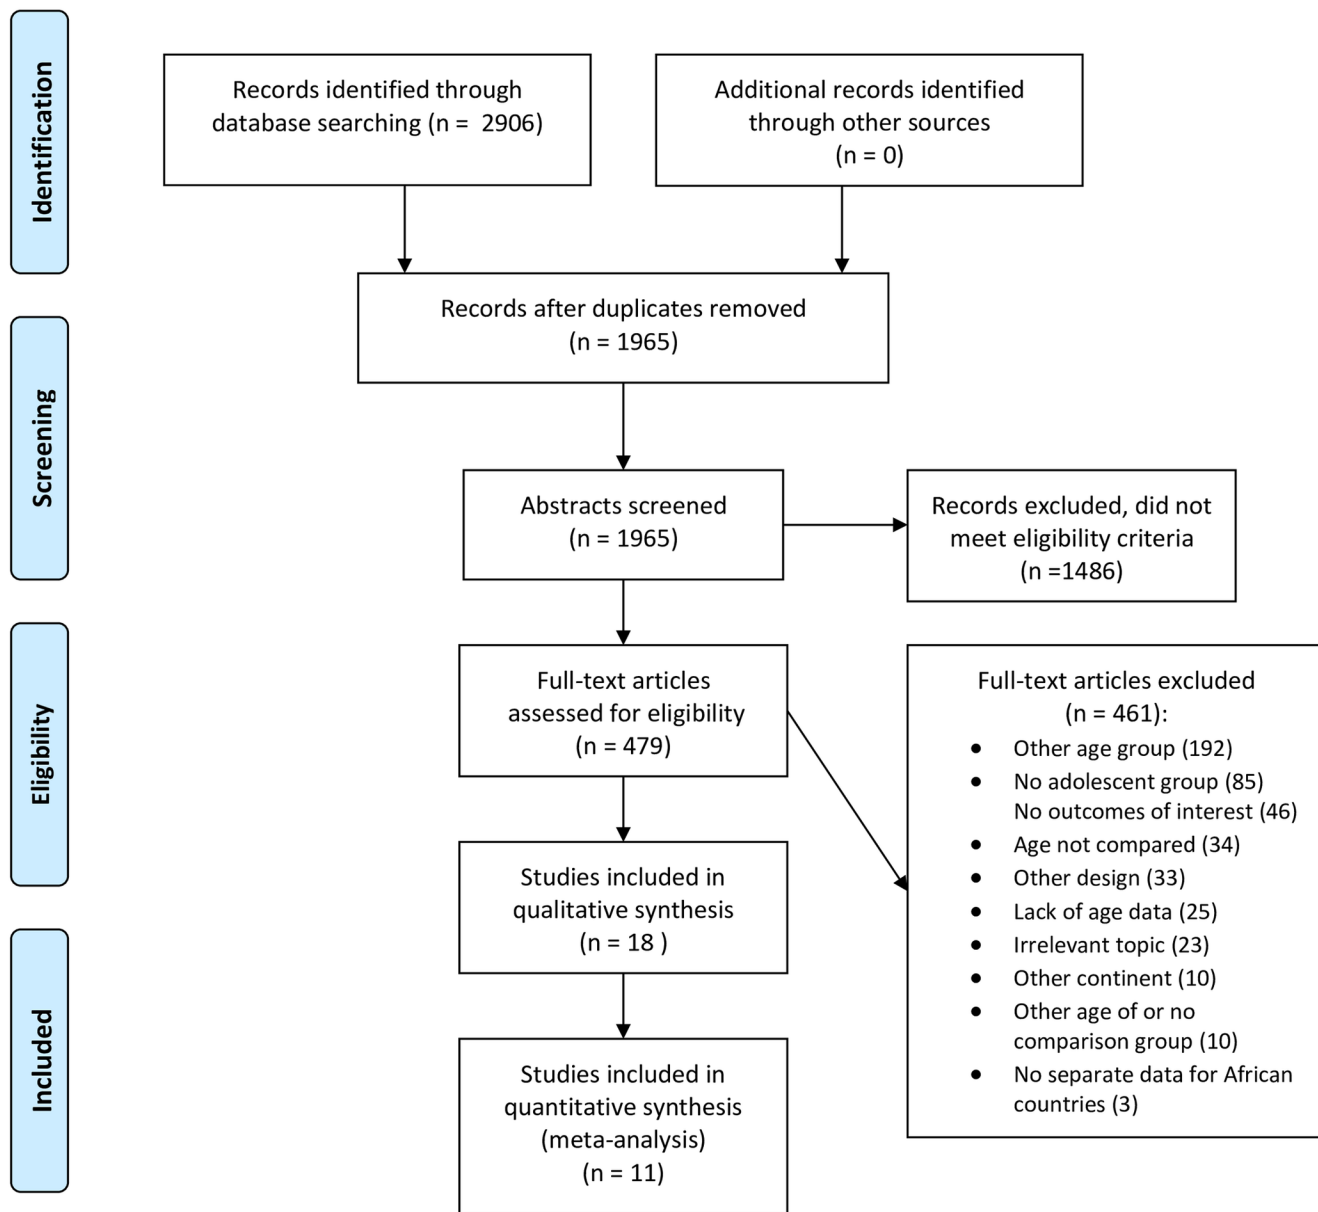 Identification
Records identified through
database searching (n =  2906)
Additional records identified
through other sources
(n = 0)
Records after duplicates removed
(n = 1965)
Screening
Abstracts screened
(n = 1965)
Records excluded, did not
meet eligibility criteria
(n =1486)
Eligibility
Full-text articles
assessed for eligibility
(n = 479)
Full-text articles excluded
(n = 461):
● Other age group (192)
● No adolescent group (85)
No outcomes of interest (46)
● Age not compared (34)
● Other design (33)
● Lack of age data (25)
● Irrelevant topic (23)
● Other continent (10)
● Other age of or no
comparison group (10)
● No separate data for African
countries (3)
Studies included in
qualitative synthesis
(n = 18 )
Included
Studies included in
quantitative synthesis
(meta-analysis)
(n = 11)